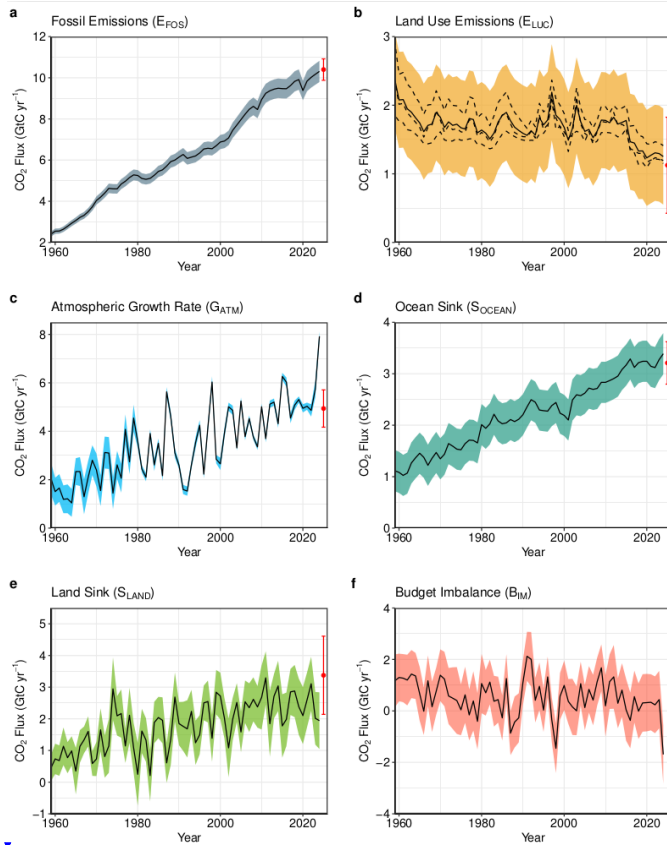 a Fossil Emissions (EFOS)
CO2 Flux (GtC yr−1)
12
10
8
6
4
2
1960 1980 2000 2020
Year
b Land Use Emissions (ELUC)
CO2 Flux (GtC yr−1)
3
2
1
0
1960 1980 2000 2020
Year
c Atmospheric Growth Rate (GATM)
CO2 Flux (GtC yr−1)
8
6
4
2
0
1960 1980 2000 2020
Year
d Ocean Sink (SOCEAN)
CO2 Flux (GtC yr−1)
4
3
2
1
0
1960 1980 2000 2020
Year
e Land Sink (SLAND)
CO2 Flux (GtC yr−1)
5
4
3
2
1
0
−1
1960 1980 2000 2020
Year
f Budget Imbalance (BIM)
CO2 Flux (GtC yr−1)
4
2
0
−2
−4
1960 1980 2000 2020
Year